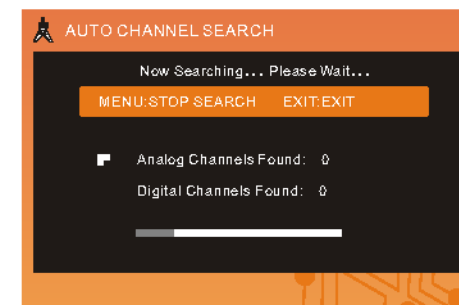 AUTO CHANNEL SEARCH
Now Searching... Please Wait...
MENU:STOP SEARCH EXIT:EXIT
Analog Channels Found: 0
Digital Channels Found: 0